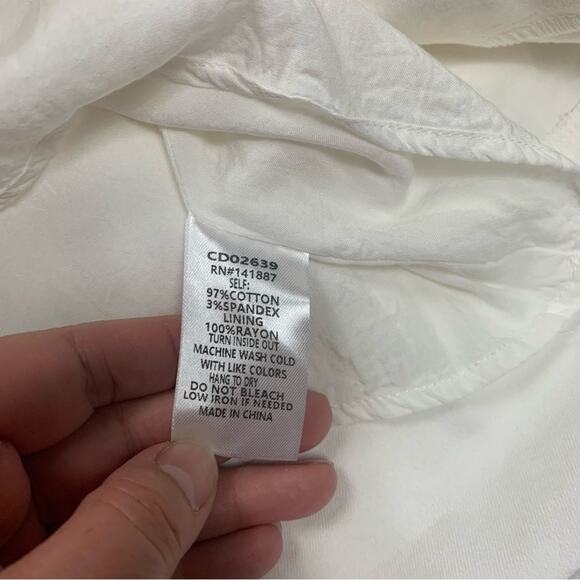 CD02639
RN#141887
SELF:
97%COTTON
3%SPANDEX
LINING
100%RAYON
TURN INSIDE OUT
MACHINE WASH COLD
WITH LIKE COLORS
HANG TO DRY
DO NOT BLEACH
LOW IRON IF NEEDED
MADE IN CHINA